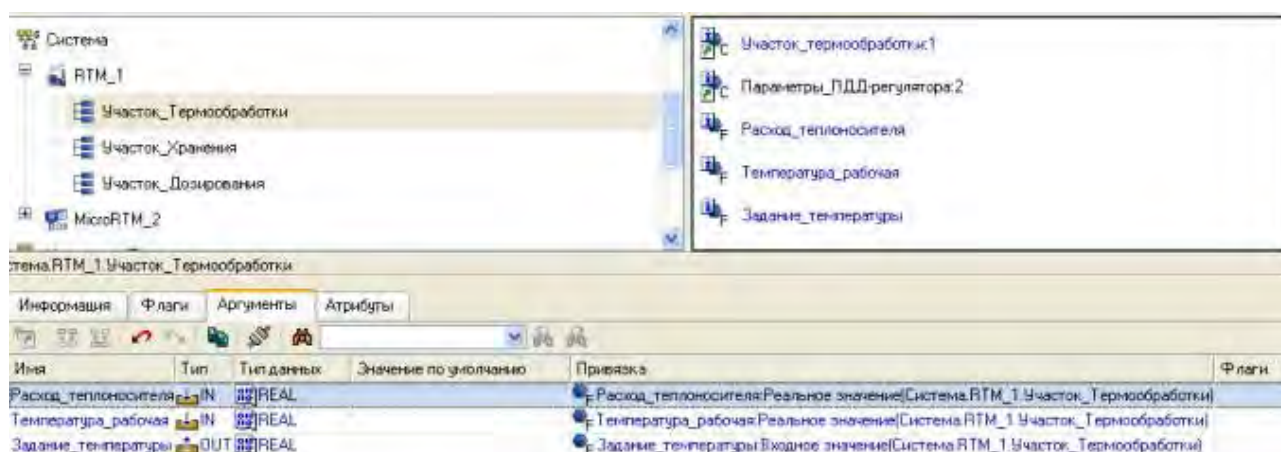 Система
RTM_1
Участок_Термообработки
Участок_Хранения
Участок_Дозирования
MicroRTM_2
Участок_термообработки:1
Параметры_ПДД-регулятора:2
Расход_теплоносителя
Температура_рабочая
Задание_температуры
стема.RTM_1.Участок_Термообработки
Информация Флаги Аргументы Атрибуты
Имя Тип Тип данных Значение по умолчанию Привязка Флаги
Расход_теплоносителя IN REAL Расход_теплоносителя:Реальное значение(Система.RTM_1.Участок_Термообработки)
Температура_рабочая IN REAL Температура_рабочая:Реальное значение(Система.RTM_1.Участок_Термообработки)
Задание_температуры OUT REAL Задание_температуры:Входное значение(Система.RTM_1.Участок_Термообработки)